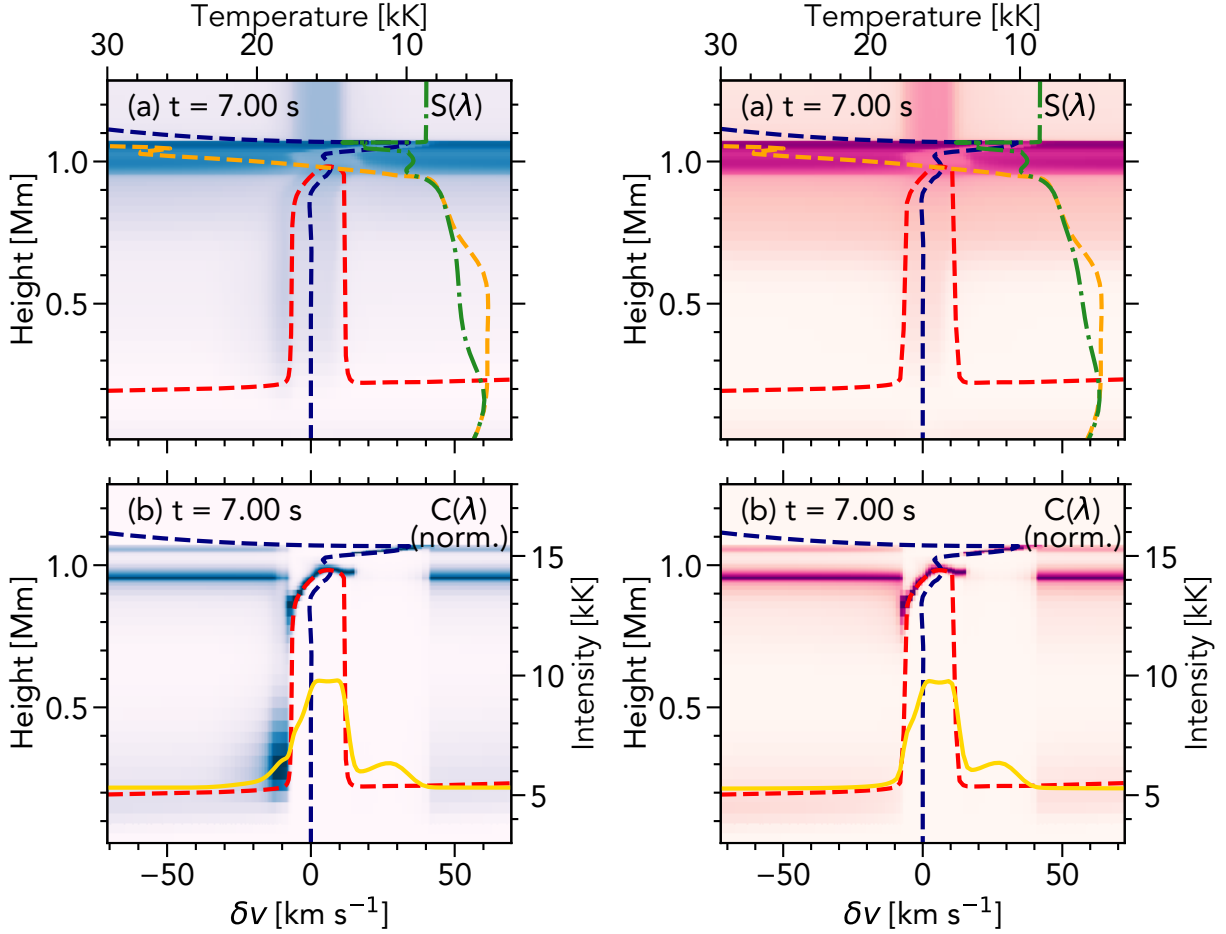 Temperature [kK] Temperature [kK]
30 20 10 30 20 10
(a) t = 7.00 s S(λ) (a) t = 7.00 s S(λ)
1.0 1.0
Height [Mm] Height [Mm]
0.5 0.5
(b) t = 7.00 s C(λ) (b) t = 7.00 s C(λ)
(norm.) (norm.)
15 15
1.0 1.0
Height [Mm] Intensity [kK] Height [Mm] Intensity [kK]
10 10
0.5 0.5
5 5
−50 0 50 −50 0 50
δv [km s⁻¹] δv [km s⁻¹]